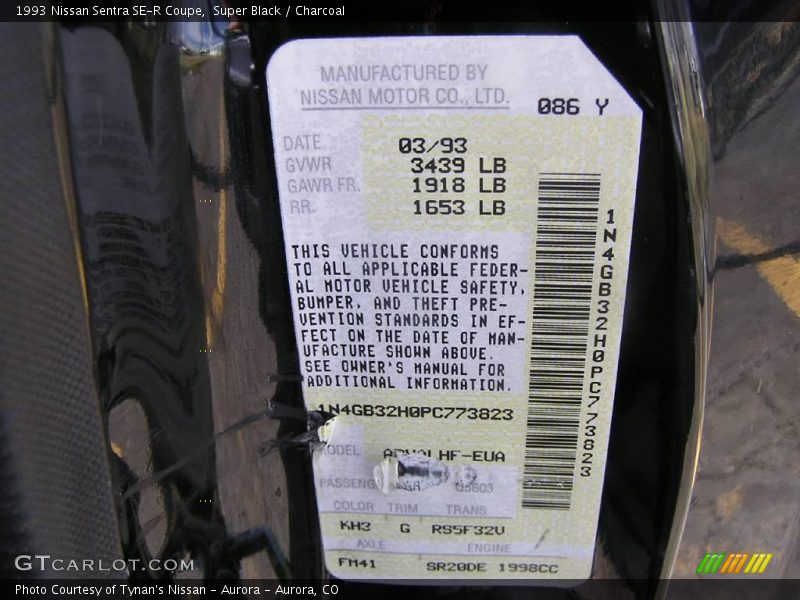 1993 Nissan Sentra SE-R Coupe,  Super Black / Charcoal
MANUFACTURED BY
NISSAN MOTOR CO., LTD.
086 Y
DATE 03/93
GVWR 3439 LB
GAWR FR. 1918 LB
RR. 1653 LB
THIS VEHICLE CONFORMS
TO ALL APPLICABLE FEDER-
AL MOTOR VEHICLE SAFETY,
BUMPER, AND THEFT PRE-
VENTION STANDARDS IN EF-
FECT ON THE DATE OF MAN-
UFACTURE SHOWN ABOVE.
SEE OWNER'S MANUAL FOR
ADDITIONAL INFORMATION.
1N4GB32H0PC773823
1N4GB32H0PC773823
MODEL LHF-EUA
COLOR TRIM TRANS
KH3 G RS5F32V
AXLE ENGINE
FM41 SR20DE 1998CC
GTCARLOT.COM
Photo Courtesy of Tynan's Nissan - Aurora - Aurora, CO